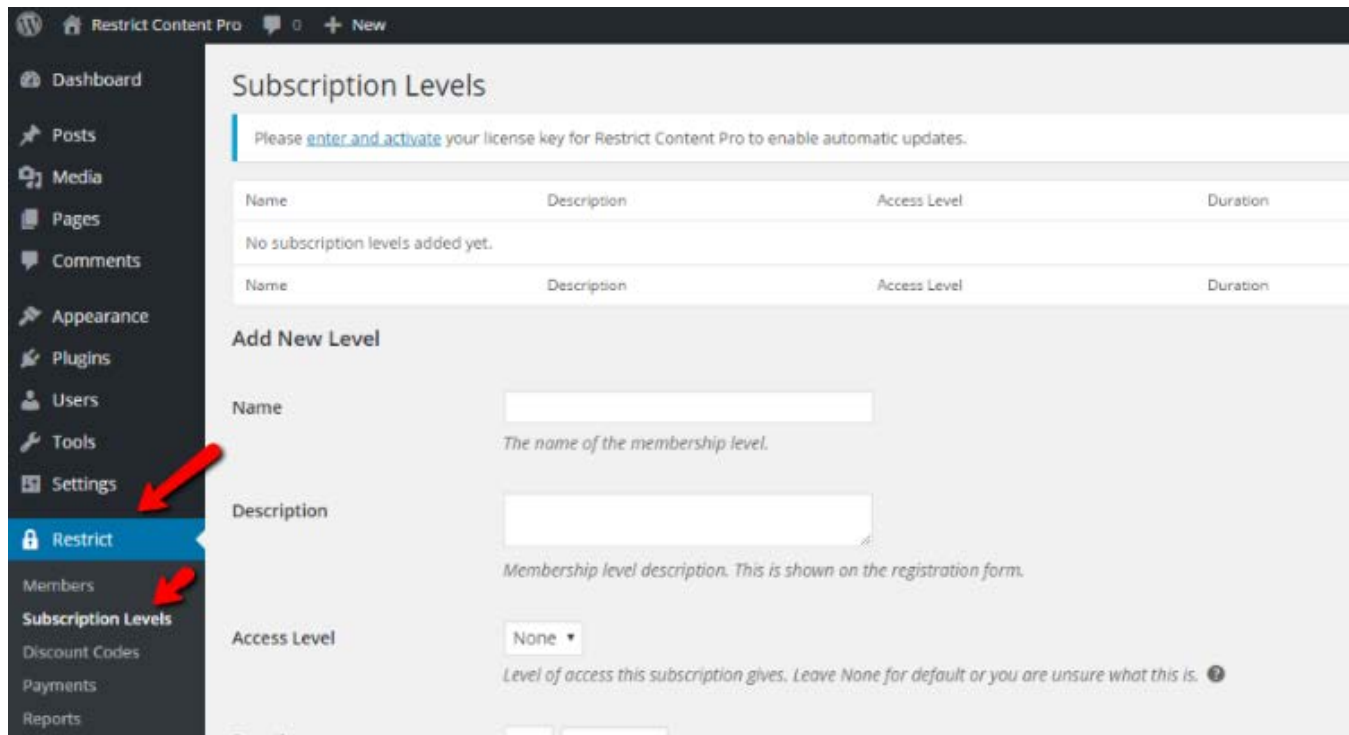 Restrict Content Pro 0 + New
Dashboard
Posts
Media
Pages
Comments
Appearance
Plugins
Users
Tools
Settings
Restrict
Members
Subscription Levels
Discount Codes
Payments
Reports
Subscription Levels
Please enter and activate your license key for Restrict Content Pro to enable automatic updates.
Name Description Access Level Duration
No subscription levels added yet.
Name Description Access Level Duration
Add New Level
Name
The name of the membership level.
Description
Membership level description. This is shown on the registration form.
Access Level None
Level of access this subscription gives. Leave None for default or you are unsure what this is.